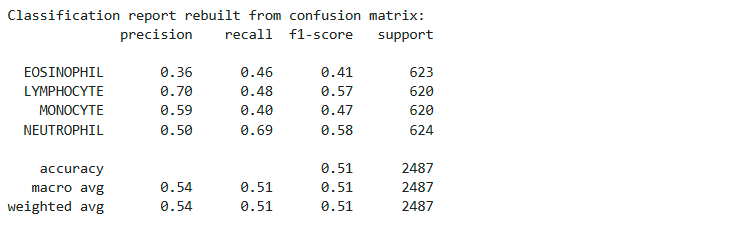 Classification report rebuilt from confusion matrix:
              precision    recall  f1-score   support

  EOSINOPHIL       0.36      0.46      0.41       623
  LYMPHOCYTE       0.70      0.48      0.57       620
    MONOCYTE       0.59      0.40      0.47       620
  NEUTROPHIL       0.50      0.69      0.58       624

    accuracy                           0.51      2487
   macro avg       0.54      0.51      0.51      2487
weighted avg       0.54      0.51      0.51      2487